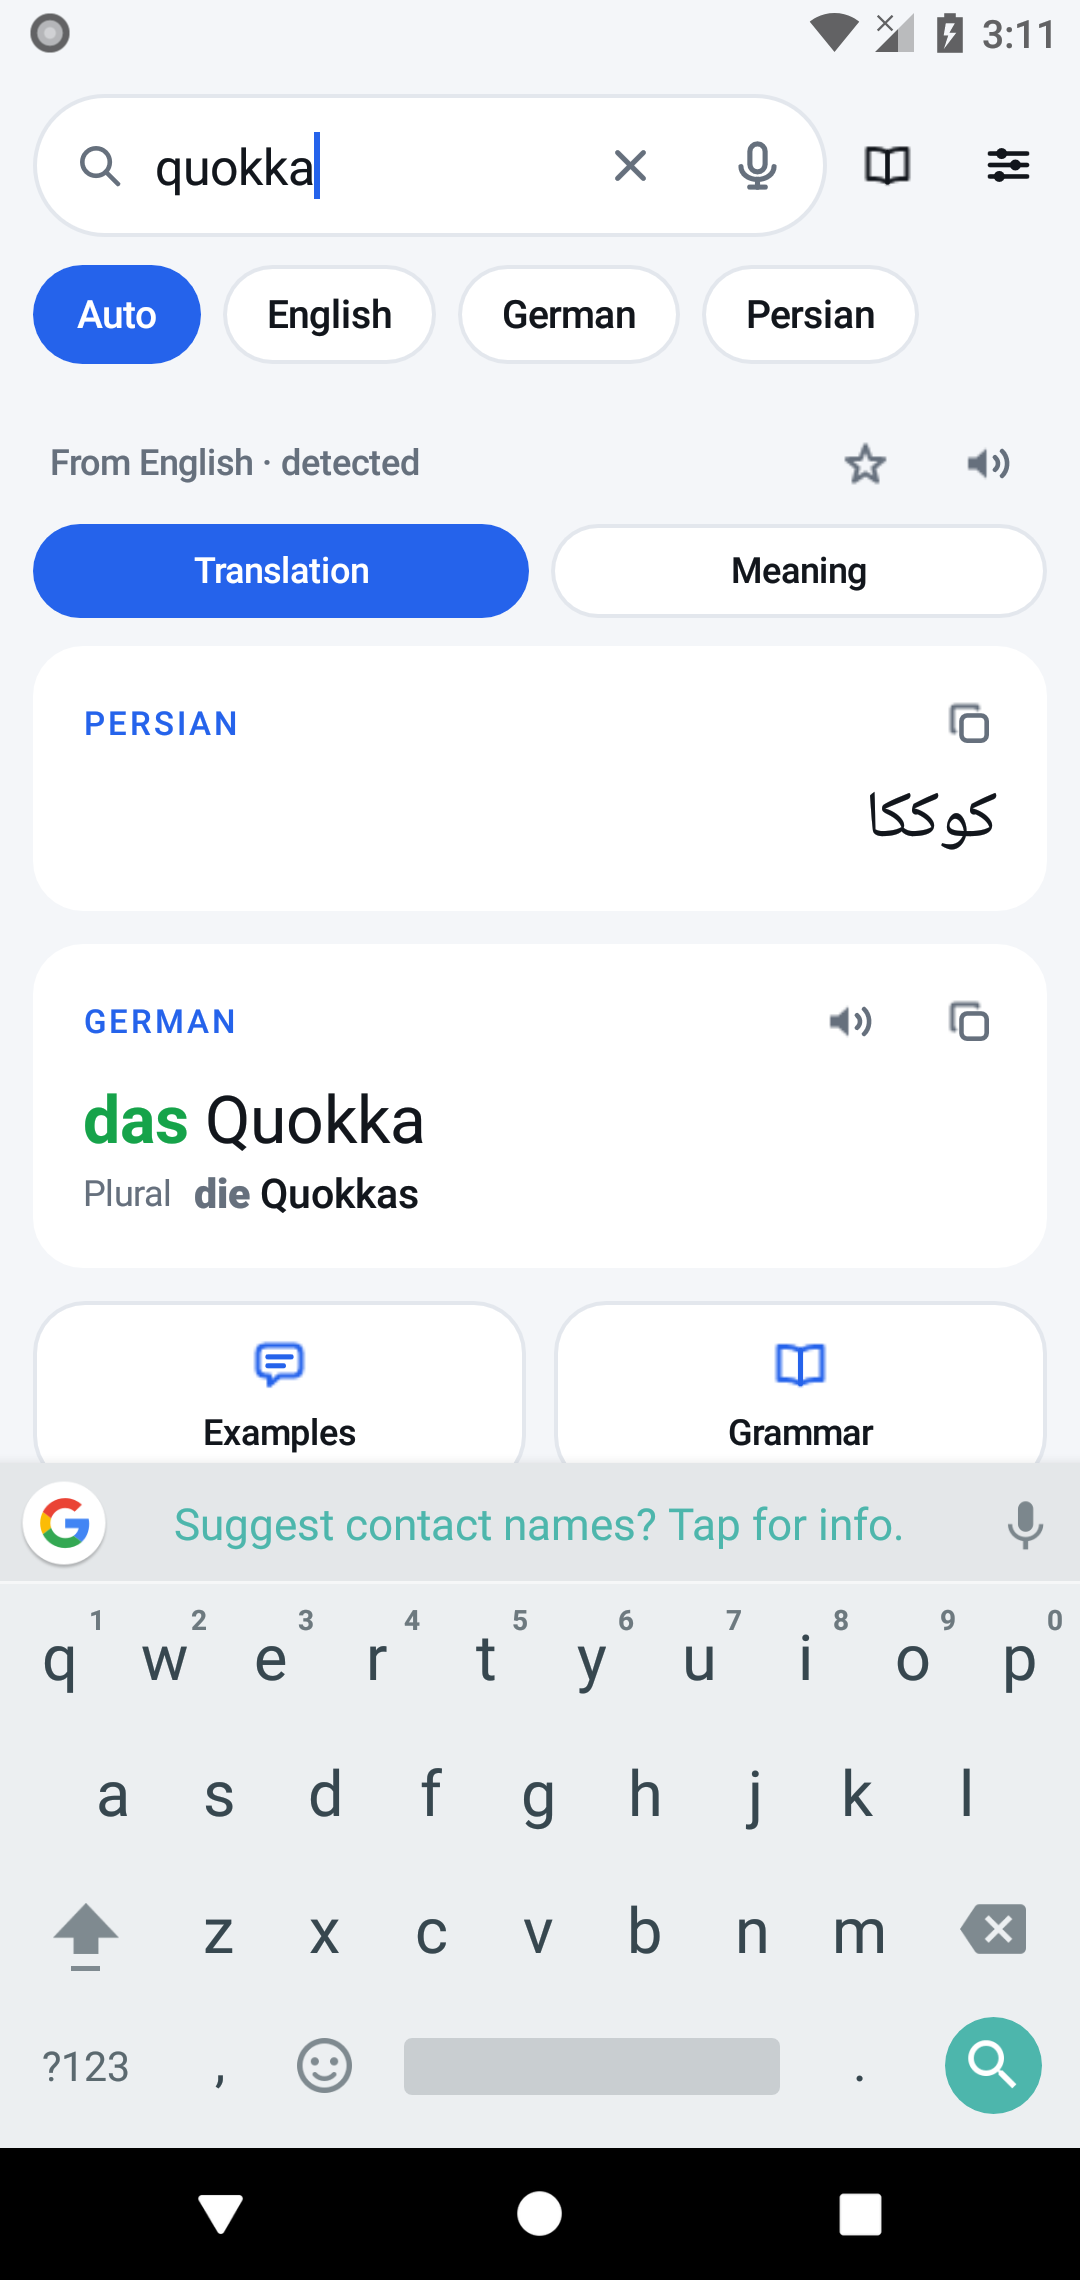 3:11
quokka
Auto English German Persian
From English · detected
Translation Meaning
PERSIAN
کوککا
GERMAN
das Quokka
Plural die Quokkas
Examples Grammar
Suggest contact names? Tap for info.
1 2 3 4 5 6 7 8 9 0
q w e r t y u i o p
a s d f g h j k l
z x c v b n m
?123 , .